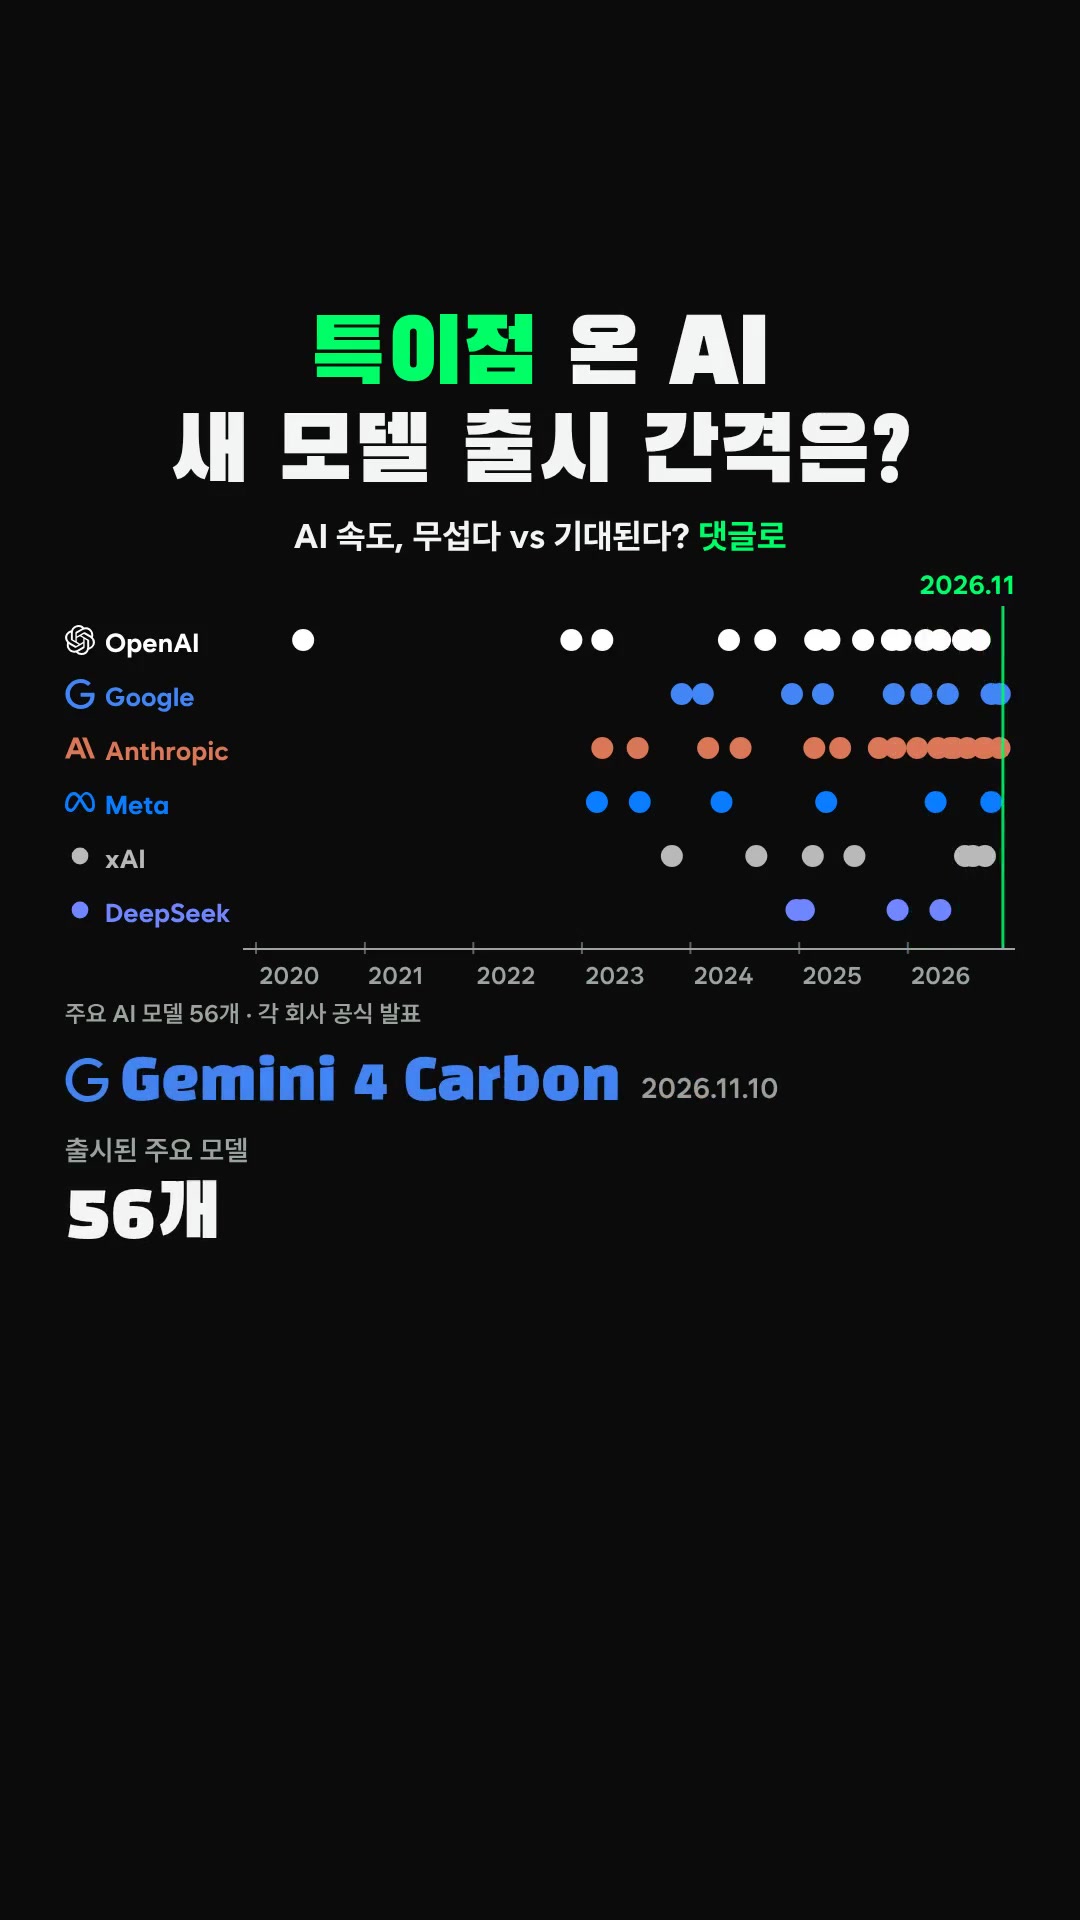 특이점 온 AI
새 모델 출시 간격은?
AI 속도, 무섭다 vs 기대된다? 댓글로
2026.11
OpenAI
Google
Anthropic
Meta
xAI
DeepSeek
2020 2021 2022 2023 2024 2025 2026
주요 AI 모델 56개 · 각 회사 공식 발표
Gemini 4 Carbon 2026.11.10
출시된 주요 모델
56개